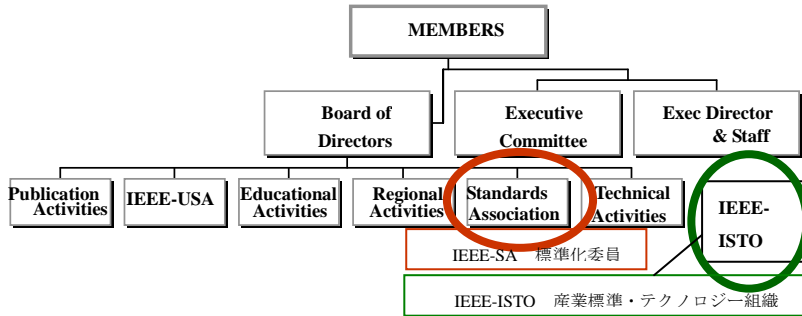 MEMBERS
Board of
Directors
Executive
Committee
Exec Director
& Staff
Publication
Activities
IEEE-USA
Educational
Activities
Regional
Activities
Standards
Association
Technical
Activities
IEEE-
ISTO
IEEE-SA 標準化委員
IEEE-ISTO 産業標準・テクノロジー組織